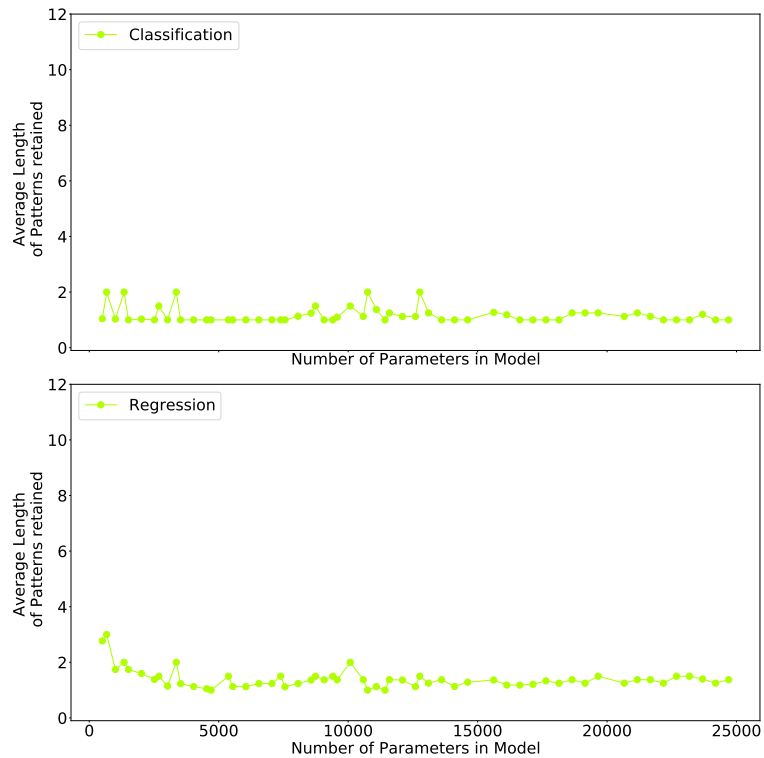 12
Classification
10
8
Average Length
of Patterns retained
6
4
2
0
Number of Parameters in Model
12
Regression
10
8
Average Length
of Patterns retained
6
4
2
0
0 5000 10000 15000 20000 25000
Number of Parameters in Model